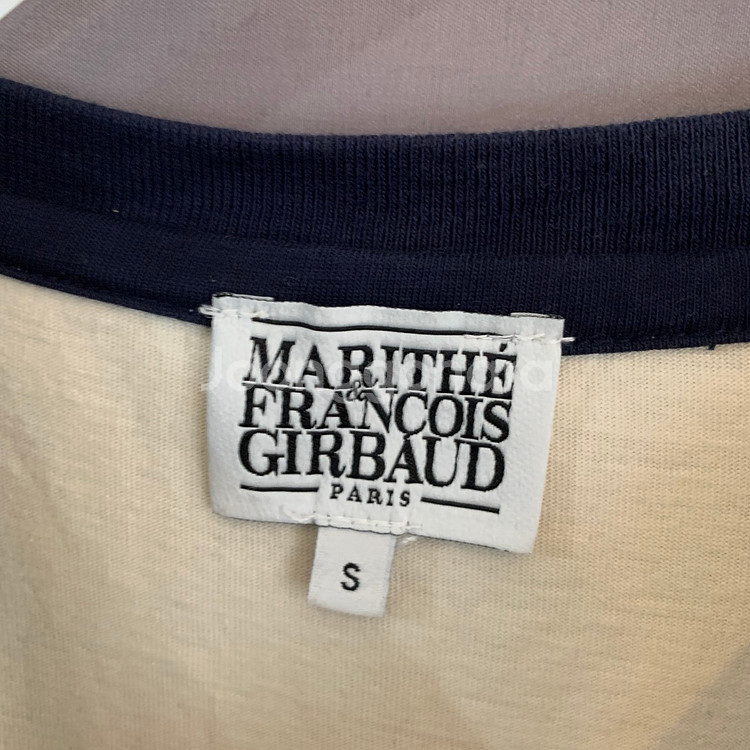 MARITHÉ
&
FRANCOIS
GIRBAUD
PARIS
S